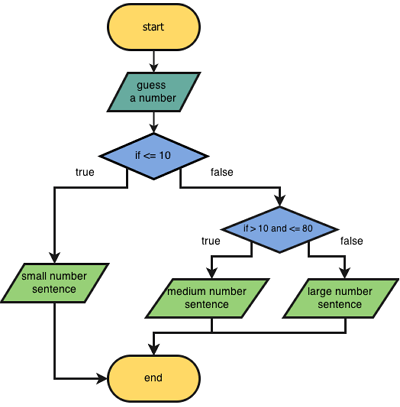 start
guess
a number
if <= 10
true
false
if > 10 and <= 80
true
false
small number
sentence
medium number
sentence
large number
sentence
end